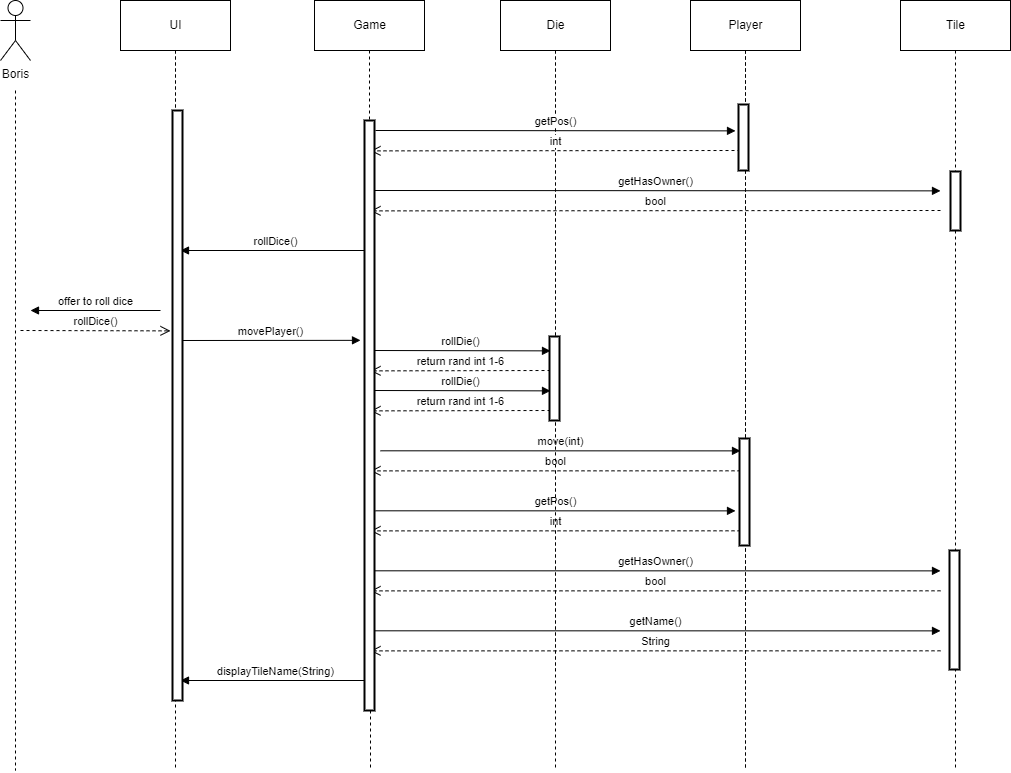 UI
Game
Die
Player
Tile
Boris
getPos()
int
getHasOwner()
bool
rollDice()
offer to roll dice
rollDice()
movePlayer()
rollDie()
return rand int 1-6
rollDie()
return rand int 1-6
move(int)
bool
getPos()
int
getHasOwner()
bool
getName()
String
displayTileName(String)